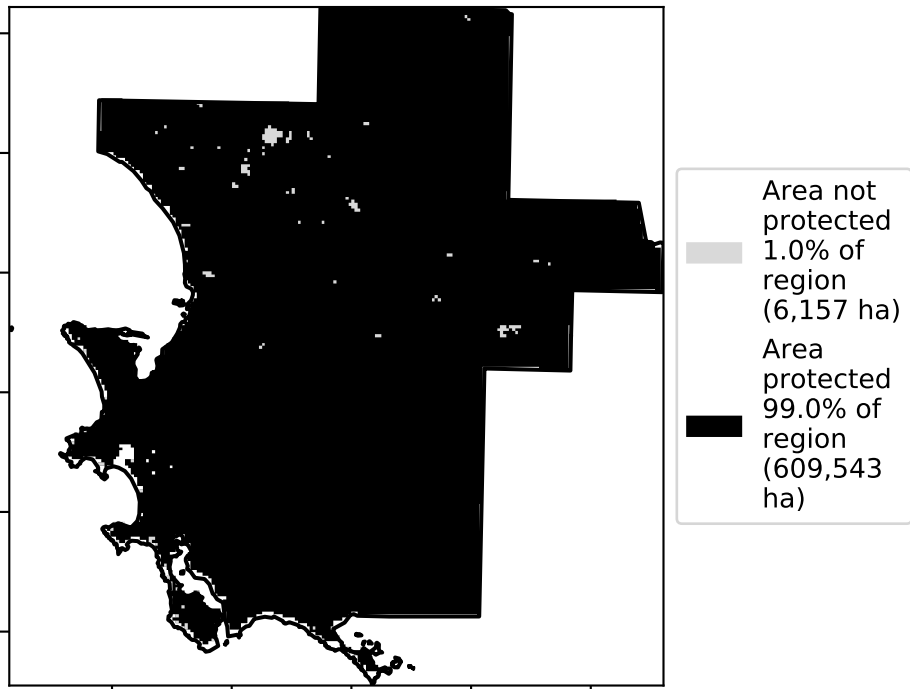 Area not
protected
1.0% of
region
(6,157 ha)
Area
protected
99.0% of
region
(609,543
ha)